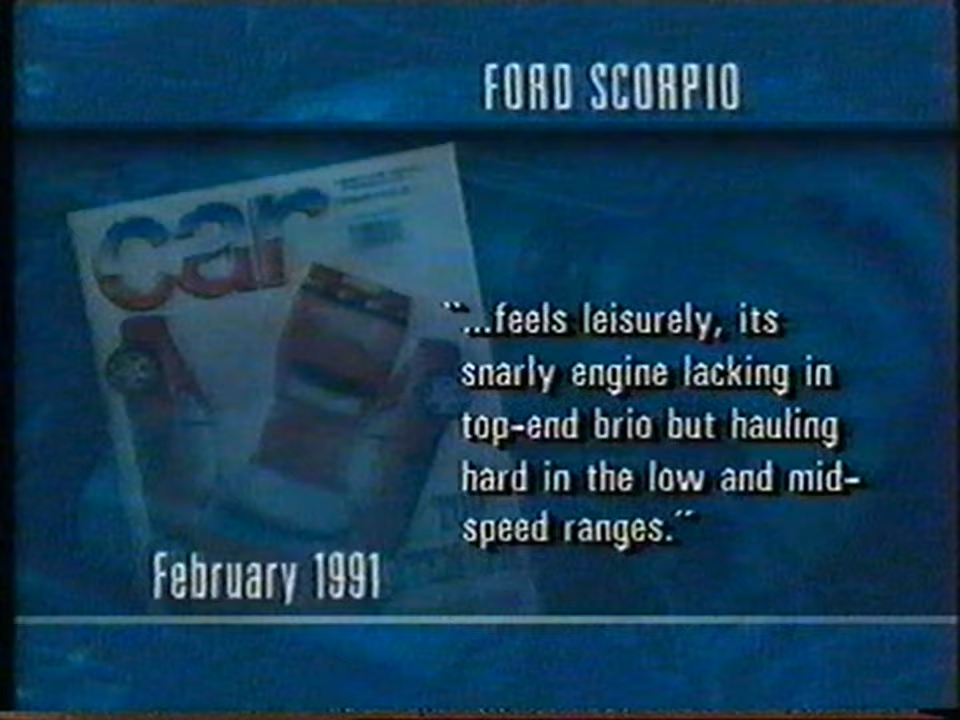 FORD SCORPIO
car
"...feels leisurely, its
snarly engine lacking in
top-end brio but hauling
hard in the low and mid-
speed ranges."
February 1991